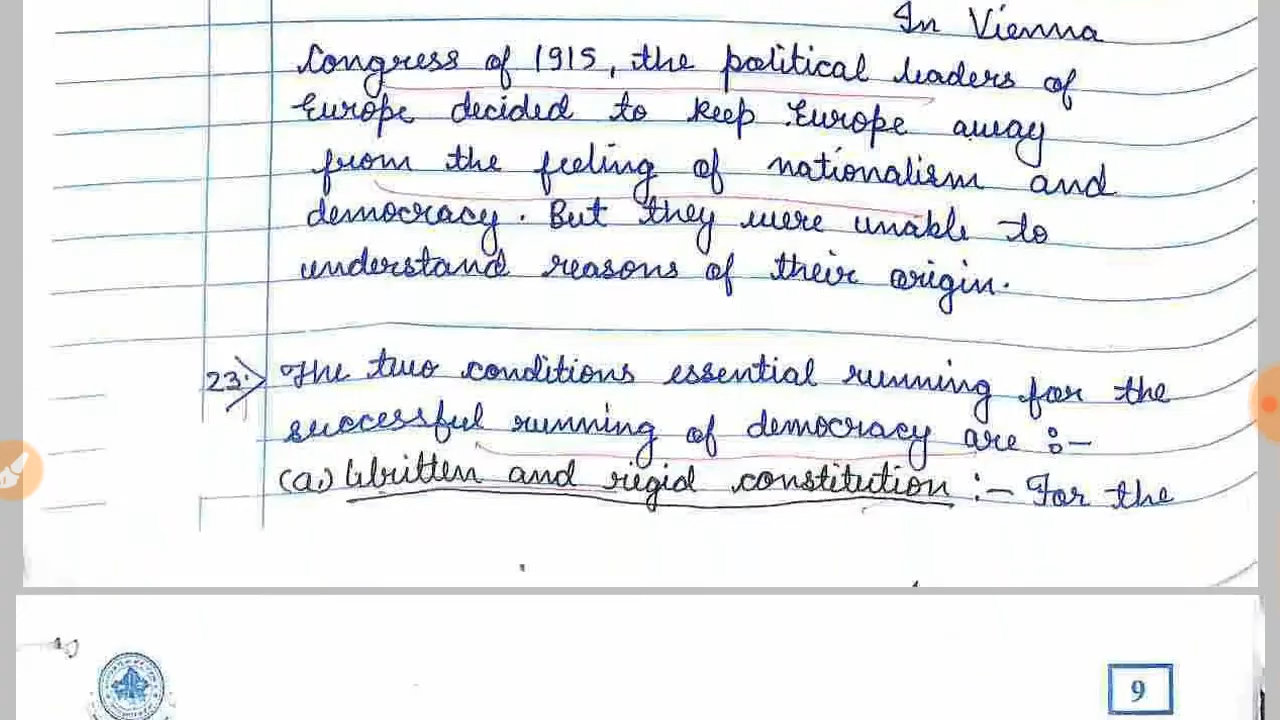 In Vienna
Congress of 1915, the political leaders of
Europe decided to keep Europe away
from the feeling of nationalism and
democracy. But they were unable to
understand reasons of their origin.
23. The two conditions essential running for the
successful running of democracy are :-
(a) Written and riegid constitution :- For the
9